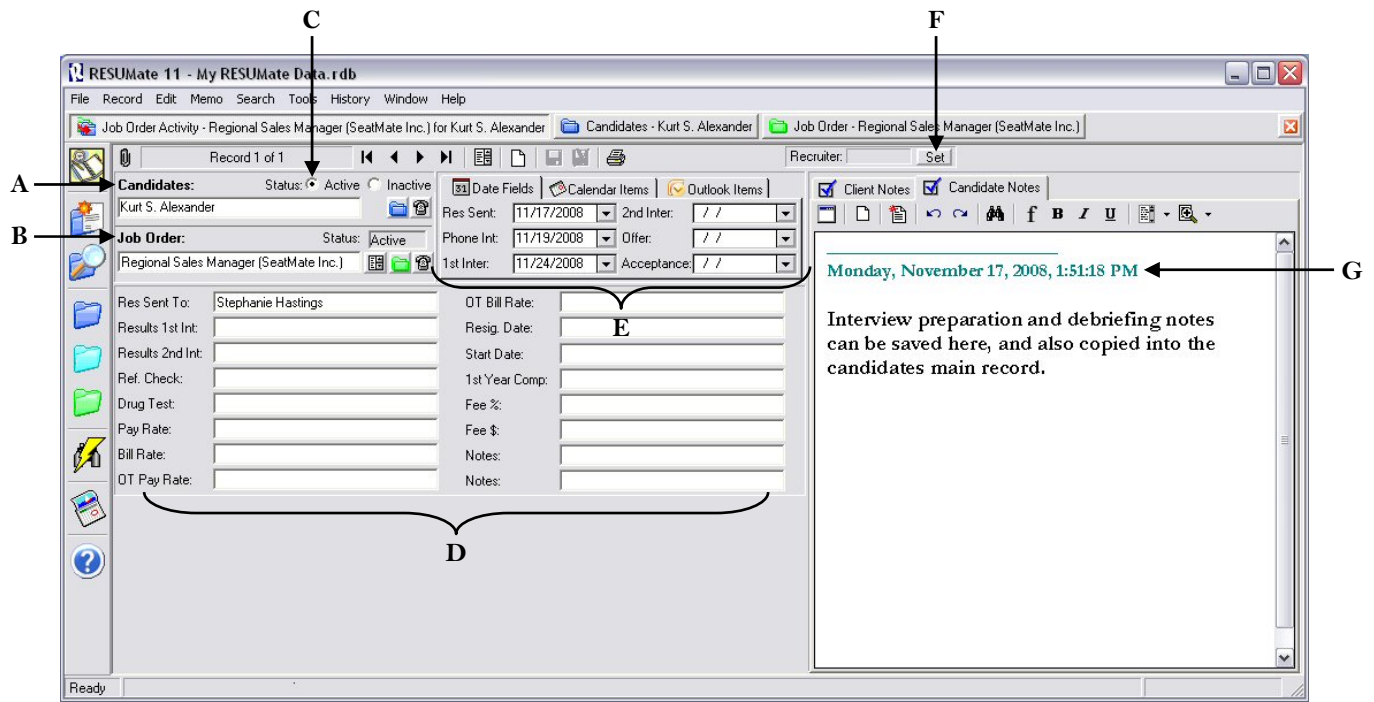 C F
RESUMate 11 - My RESUMate Data.rdb
File Record Edit Memo Search Tools History Window Help
Job Order Activity - Regional Sales Manager (SeatMate Inc.) for Kurt S. Alexander Candidates - Kurt S. Alexander Job Order - Regional Sales Manager (SeatMate Inc.)
Record 1 of 1 Recruiter: Set
A Candidates: Status: Active Inactive
Kurt S. Alexander
B Job Order: Status: Active
Regional Sales Manager (SeatMate Inc.)
31 Date Fields Calendar Items Outlook Items
Res Sent: 11/17/2008 2nd Inter: / /
Phone Int: 11/19/2008 Offer: / /
1st Inter: 11/24/2008 Acceptance: / /
E
Res Sent To: Stephanie Hastings OT Bill Rate:
Results 1st Int: Resig. Date:
Results 2nd Int: Start Date:
Ref. Check: 1st Year Comp:
Drug Test: Fee %:
Pay Rate: Fee $:
Bill Rate: Notes:
OT Pay Rate: Notes:
D
Client Notes Candidate Notes
f B I U
Monday, November 17, 2008, 1:51:18 PM G
Interview preparation and debriefing notes
can be saved here, and also copied into the
candidates main record.
?
Ready